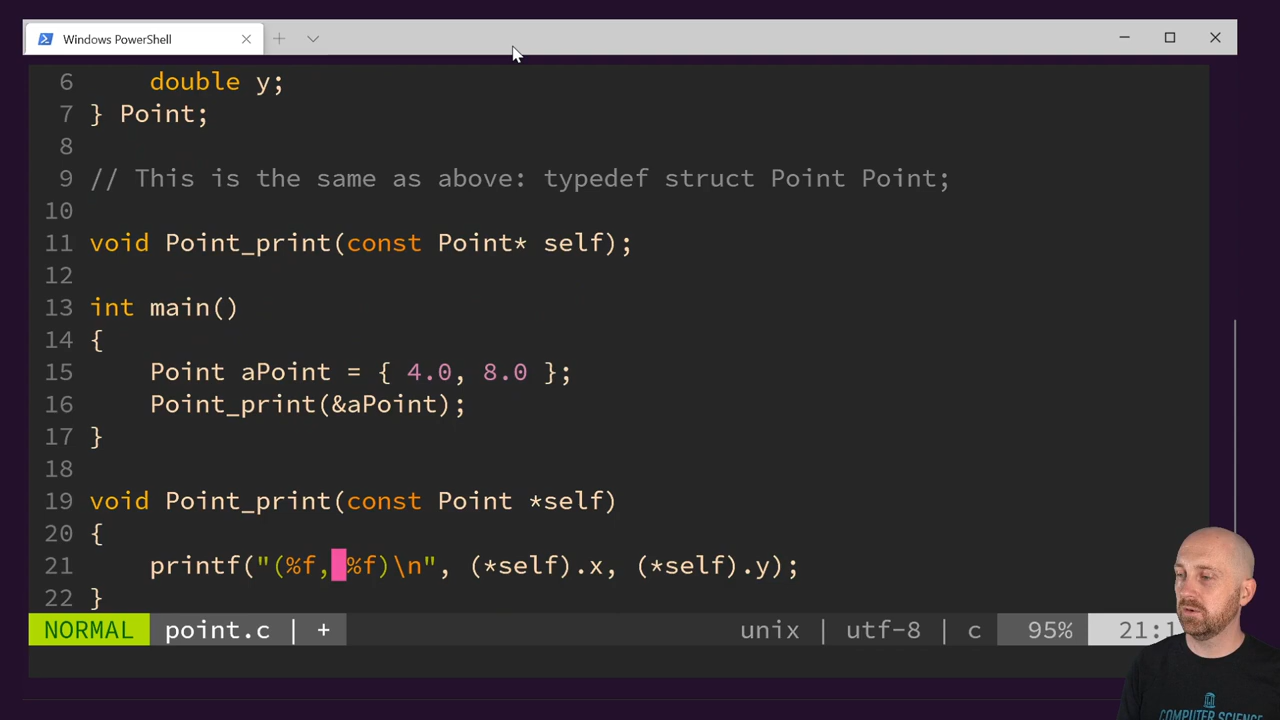 Windows PowerShell
6 double y;
7 } Point;
8
9 // This is the same as above: typedef struct Point Point;
10
11 void Point_print(const Point* self);
12
13 int main()
14 {
15 Point aPoint = { 4.0, 8.0 };
16 Point_print(&aPoint);
17 }
18
19 void Point_print(const Point *self)
20 {
21 printf("(%f, %f)\n", (*self).x, (*self).y);
22 }
NORMAL point.c | + unix | utf-8 | c 95% 21:1
COMPUTER SCIENCE